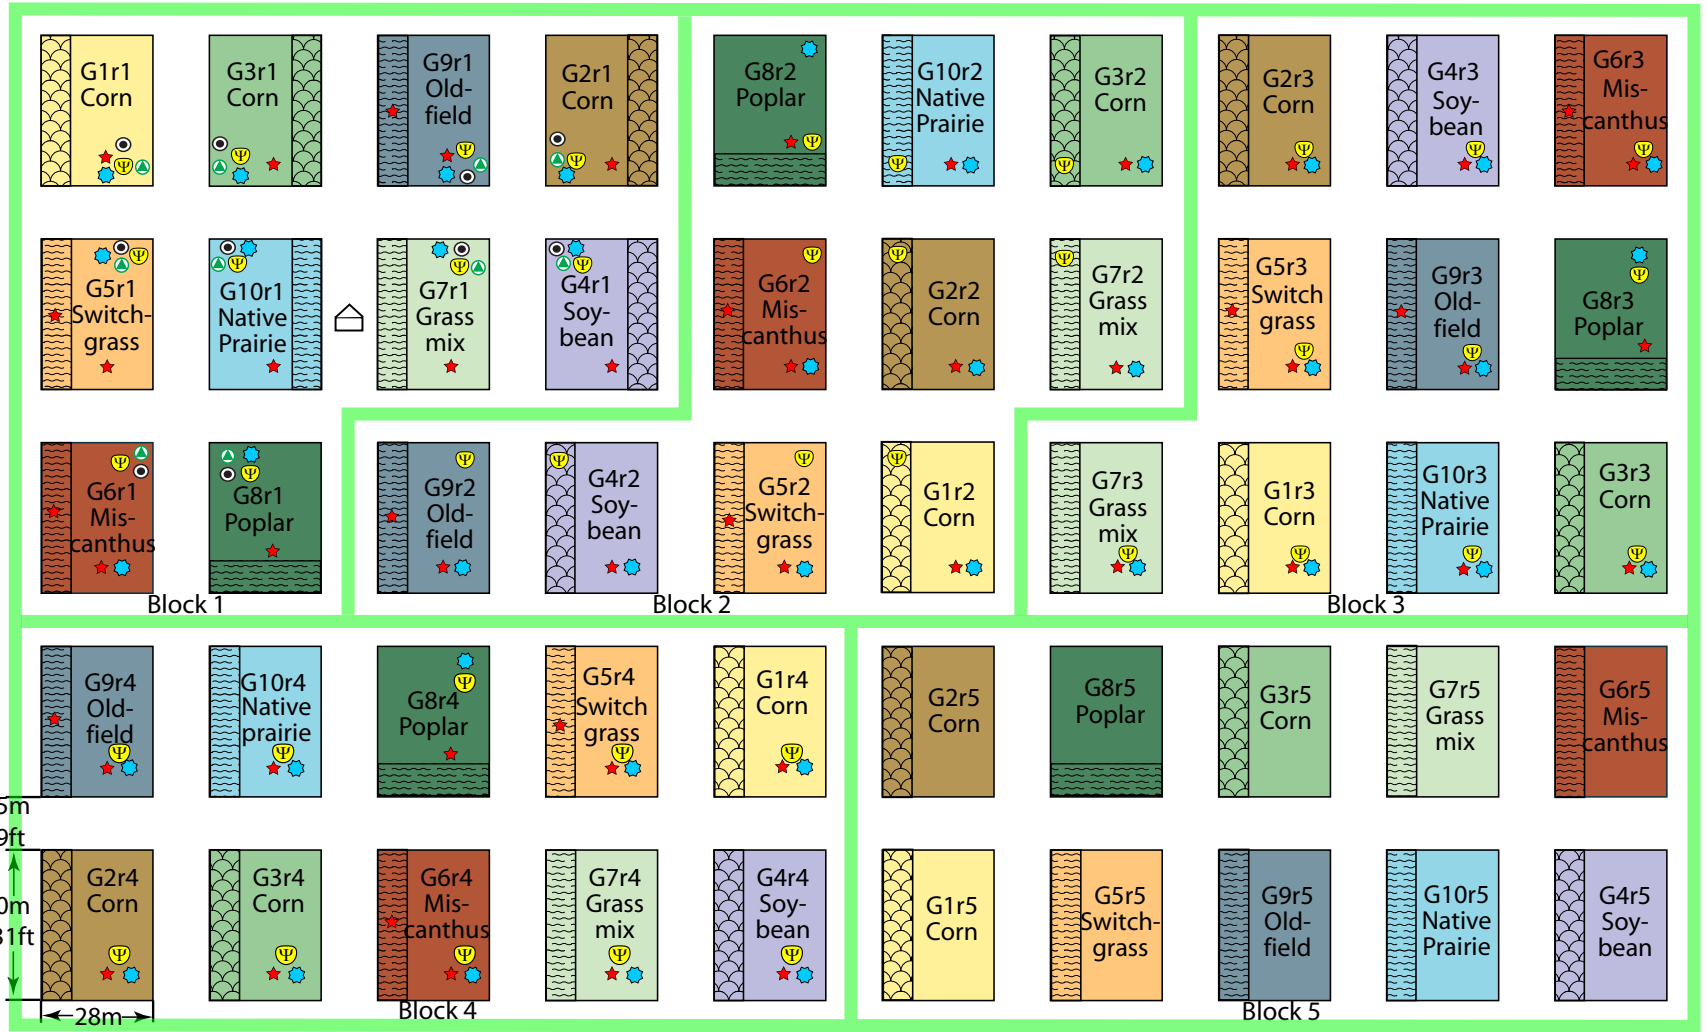 G1r1
Corn
G3r1
Corn
G9r1
Old-
field
G2r1
Corn
G8r2
Poplar
G10r2
Native
Prairie
G3r2
Corn
G2r3
Corn
G4r3
Soy-
bean
G6r3
Mis-
canthus
G5r1
Switch-
grass
G10r1
Native
Prairie
G7r1
Grass
mix
G4r1
Soy-
bean
G6r2
Mis-
canthus
G2r2
Corn
G7r2
Grass
mix
G5r3
Switch
grass
G9r3
Old-
field
G8r3
Poplar
G6r1
Mis-
canthus
G8r1
Poplar
G9r2
Old-
field
G4r2
Soy-
bean
G5r2
Switch-
grass
G1r2
Corn
G7r3
Grass
mix
G1r3
Corn
G10r3
Native
Prairie
G3r3
Corn
Block 1
Block 2
Block 3
G9r4
Old-
field
G10r4
Native
prairie
G8r4
Poplar
G5r4
Switch
grass
G1r4
Corn
G2r5
Corn
G8r5
Poplar
G3r5
Corn
G7r5
Grass
mix
G6r5
Mis-
canthus
5m
9ft
0m
31ft
G2r4
Corn
G3r4
Corn
G6r4
Mis-
canthus
G7r4
Grass
mix
G4r4
Soy-
bean
G1r5
Corn
G5r5
Switch-
grass
G9r5
Old-
field
G10r5
Native
Prairie
G4r5
Soy-
bean
28m
Block 4
Block 5